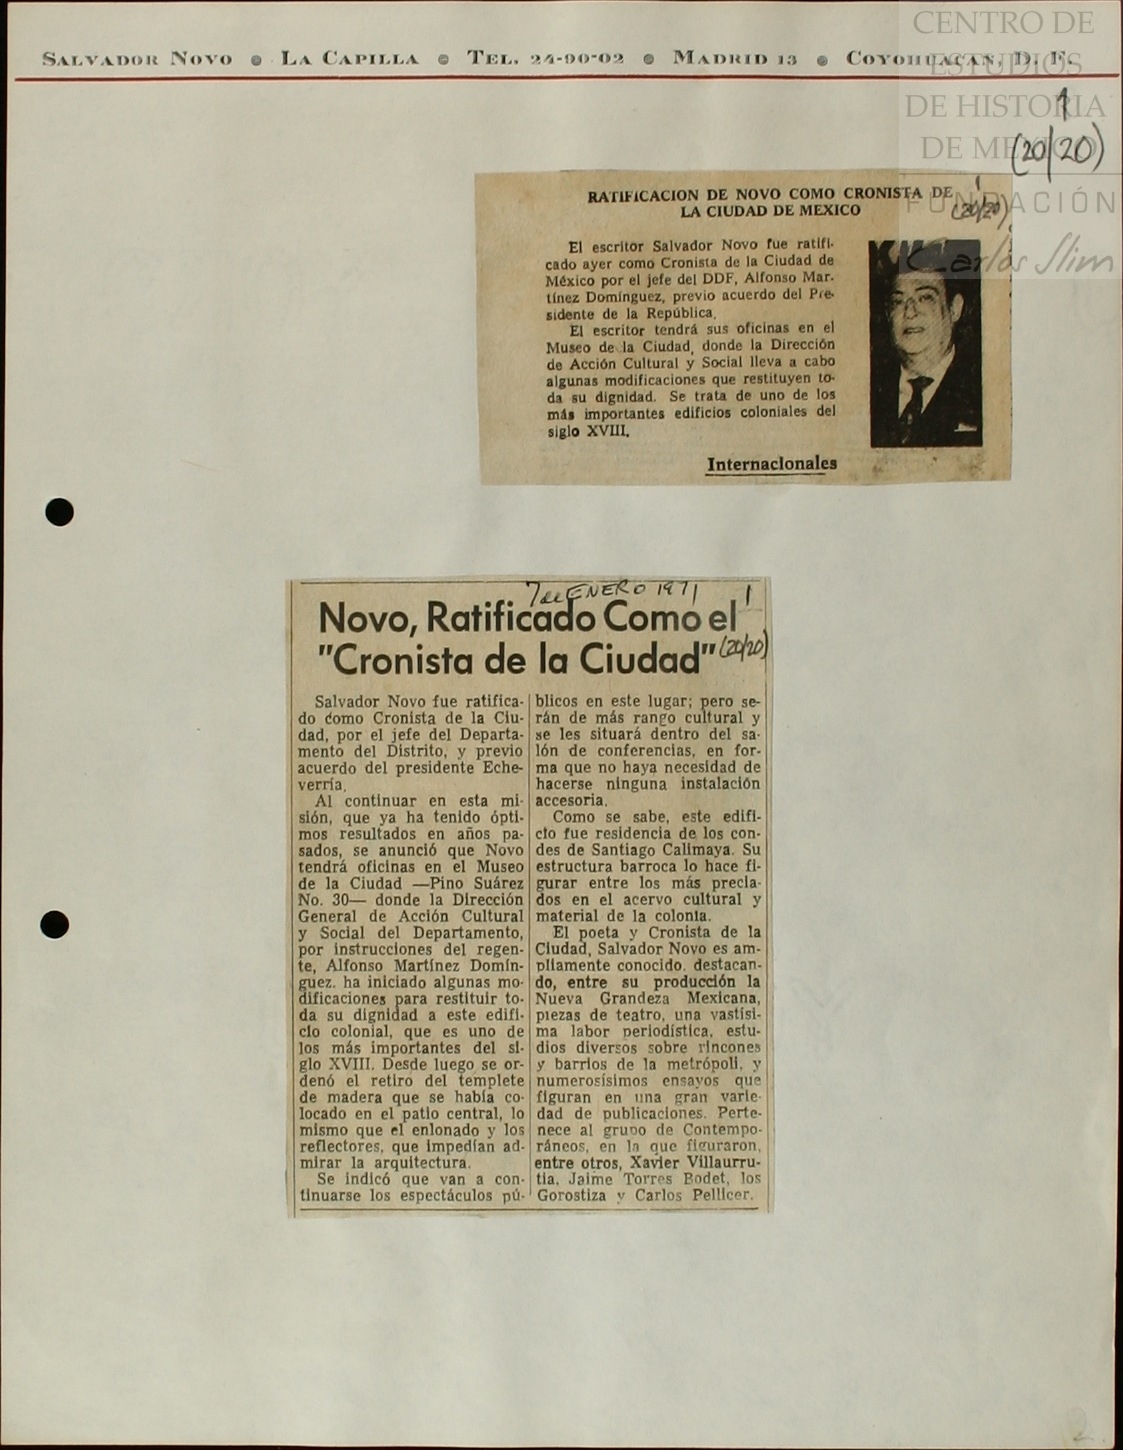 SALVADOR NOVO ● LA CAPILLA ● TEL. 24-90-02 ● MADRID 13 ● COYOHUACAN, D. F.
CENTRO DE
ESTUDIOS
DE HISTORIA
DE MEXICO
FUNDACIÓN
Carlos Slim
1
(20/20)
RATIFICACION DE NOVO COMO CRONISTA DE
LA CIUDAD DE MEXICO
1
(20/20)
El escritor Salvador Novo fue ratifi-
cado ayer como Cronista de la Ciudad de
México por el jefe del DDF, Alfonso Mar-
tínez Domínguez, previo acuerdo del Pre-
sidente de la República.
El escritor tendrá sus oficinas en el
Museo de la Ciudad, donde la Dirección
de Acción Cultural y Social lleva a cabo
algunas modificaciones que restituyen to-
da su dignidad. Se trata de uno de los
más importantes edificios coloniales del
siglo XVIII.
Internacionales
7 de ENERO 1971
1
Novo, Ratificado Como el
"Cronista de la Ciudad"
(20/20)
Salvador Novo fue ratifica-
do como Cronista de la Ciu-
dad, por el jefe del Departa-
mento del Distrito, y previo
acuerdo del presidente Eche-
verría.
Al continuar en esta mi-
sión, que ya ha tenido ópti-
mos resultados en años pa-
sados, se anunció que Novo
tendrá oficinas en el Museo
de la Ciudad —Pino Suárez
No. 30— donde la Dirección
General de Acción Cultural
y Social del Departamento,
por instrucciones del regen-
te, Alfonso Martínez Domín-
guez. ha iniciado algunas mo-
dificaciones para restituir to-
da su dignidad a este edifi-
cio colonial, que es uno de
los más importantes del si-
glo XVIII. Desde luego se or-
denó el retiro del templete
de madera que se había co-
locado en el patio central, lo
mismo que el enlonado y los
reflectores, que impedían ad-
mirar la arquitectura.
Se indicó que van a con-
tinuarse los espectáculos pú-
blicos en este lugar; pero se-
rán de más rango cultural y
se les situará dentro del sa-
lón de conferencias, en for-
ma que no haya necesidad de
hacerse ninguna instalación
accesoria.
Como se sabe, este edifi-
cio fue residencia de los con-
des de Santiago Calimaya. Su
estructura barroca lo hace fi-
gurar entre los más precia-
dos en el acervo cultural y
material de la colonia.
El poeta y Cronista de la
Ciudad, Salvador Novo es am-
pliamente conocido. destacan-
do, entre su producción la
Nueva Grandeza Mexicana,
piezas de teatro, una vastísi-
ma labor periodística, estu-
dios diversos sobre rincones
y barrios de la metrópoli, y
numerosísimos ensayos que
figuran en una gran varie-
dad de publicaciones. Perte-
nece al grupo de Contempo-
ráneos, en la que figuraron,
entre otros, Xavier Villaurru-
tia, Jaime Torres Bodet, los
Gorostiza y Carlos Pellicer.
2